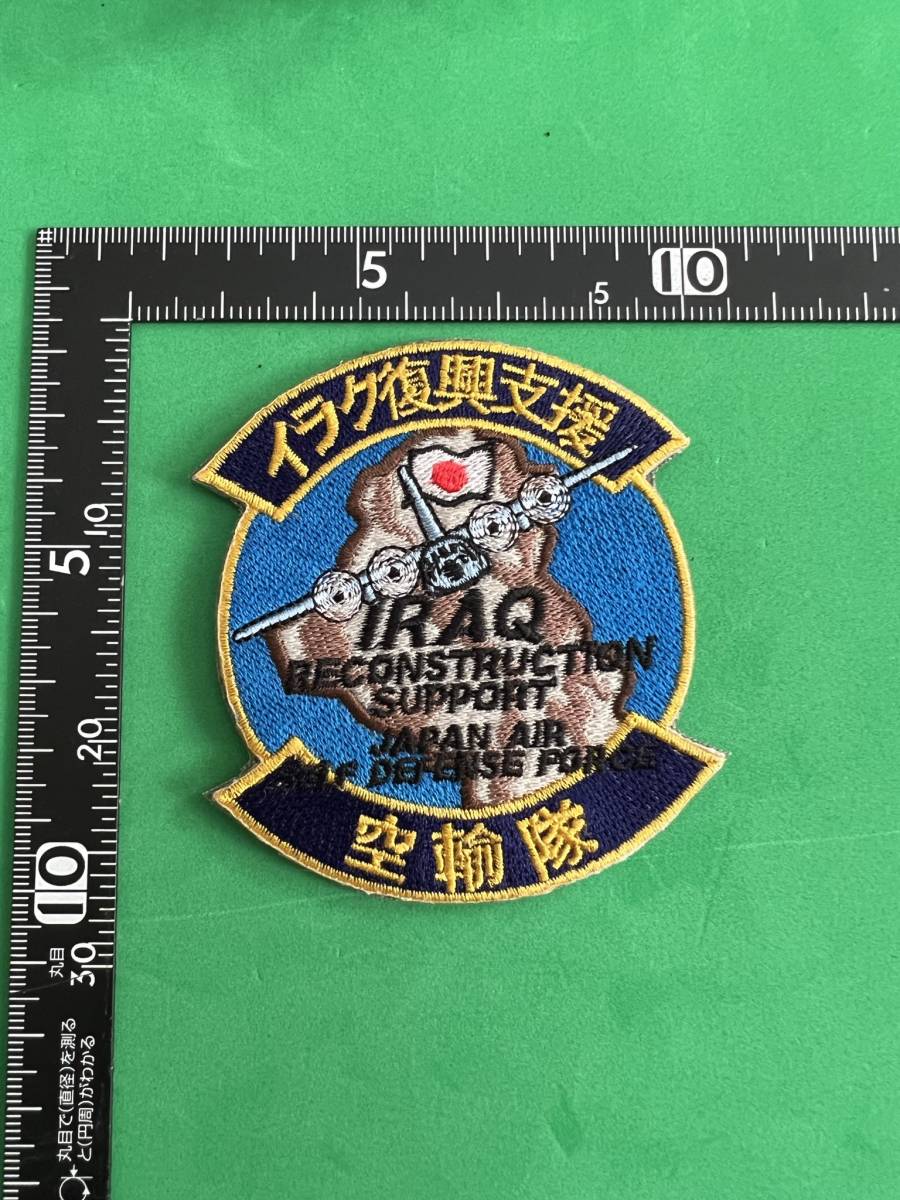 5
10
5
イラク復興支援
IRAQ
RECONSTRUCTION
SUPPORT
JAPAN AIR
SELF DEFENSE FORCE
空輸隊
10
5
20
10
丸目
30
丸目で(直径)を測る
と(円周)がわかる